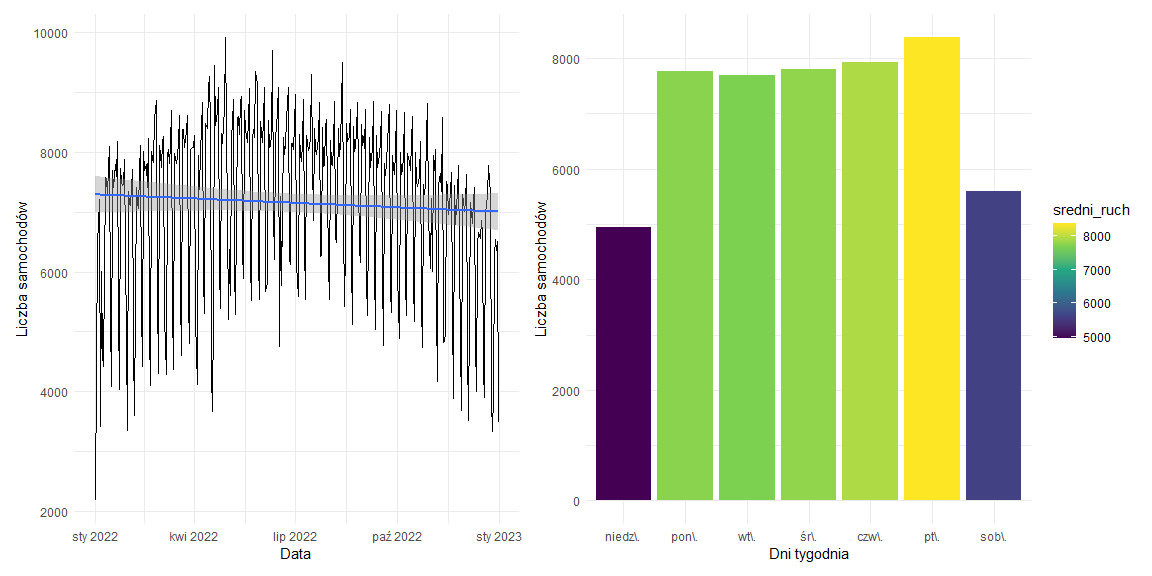 Liczba samochodów
10000
8000
6000
4000
2000
sty 2022
kwi 2022
lip 2022
paź 2022
sty 2023
Data
Liczba samochodów
8000
6000
4000
2000
0
niedz\.
pon\.
wt\.
śr\.
czw\.
pt\.
sob\.
Dni tygodnia
sredni_ruch
8000
7000
6000
5000